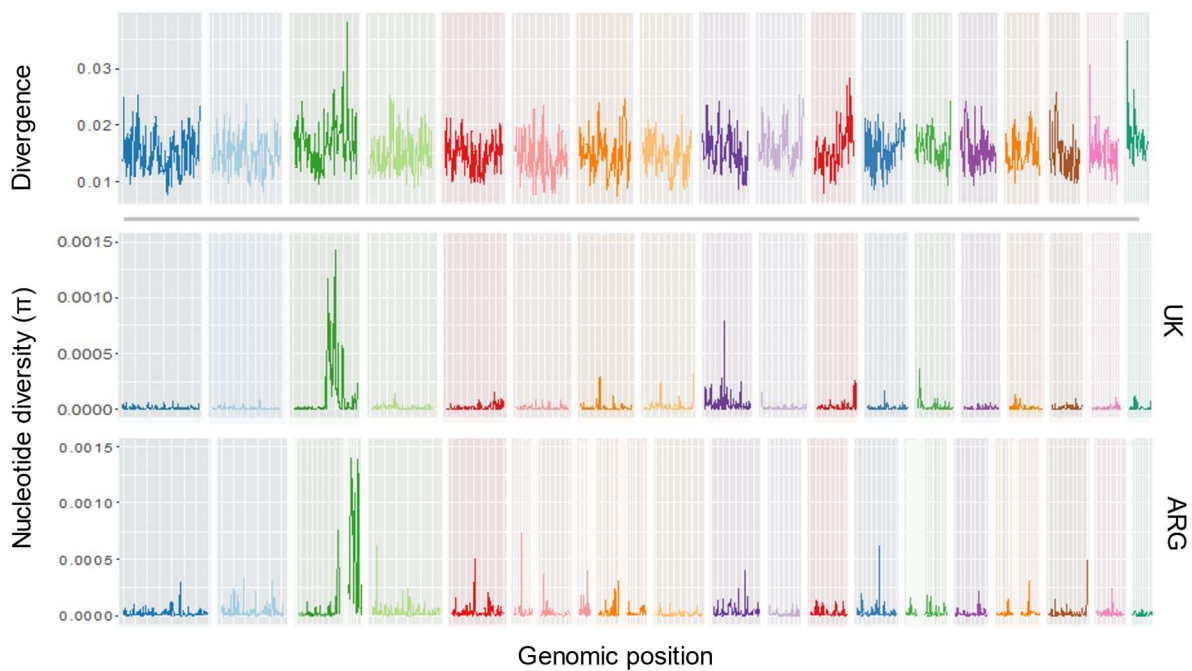 Divergence
0.03
0.02
0.01
Nucleotide diversity (π)
0.0015
0.0010
0.0005
0.0000
UK
0.0015
0.0010
0.0005
0.0000
ARG
Genomic position